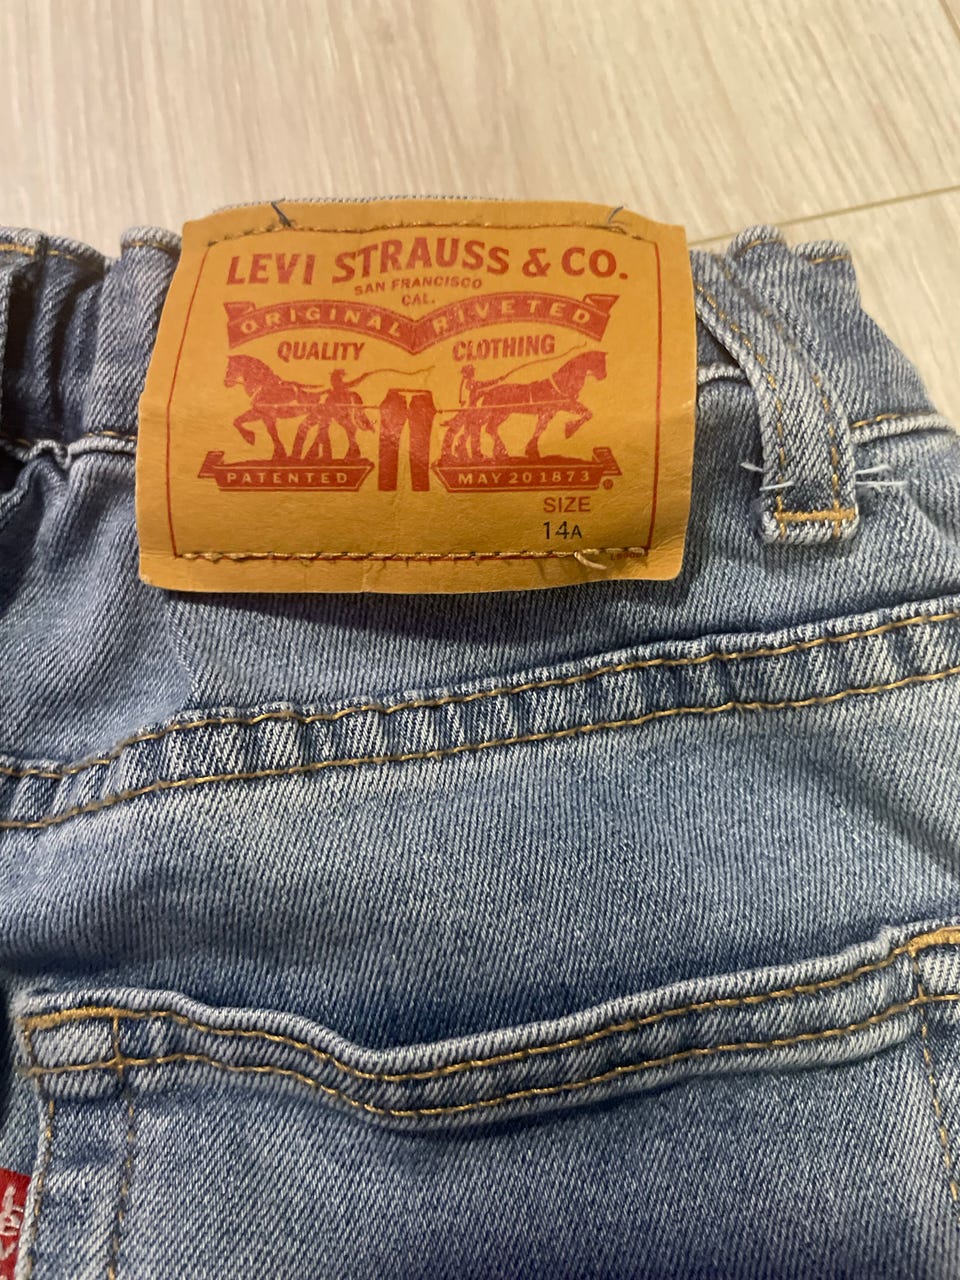 LEVI STRAUSS & CO.
SAN FRANCISCO
CAL.
ORIGINAL RIVETED
QUALITY CLOTHING
PATENTED MAY 20 1873
SIZE
14A